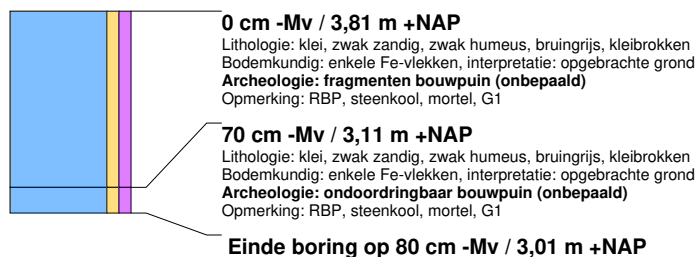 0 cm -Mv / 3,81 m +NAP
Lithologie: klei, zwak zandig, zwak humeus, bruingrijs, kleibrokken
Bodemkundig: enkele Fe-vlekken, interpretatie: opgebrachte grond
Archeologie: fragmenten bouwpuin (onbepaald)
Opmerking: RBP, steenkool, mortel, G1
70 cm -Mv / 3,11 m +NAP
Lithologie: klei, zwak zandig, zwak humeus, bruingrijs, kleibrokken
Bodemkundig: enkele Fe-vlekken, interpretatie: opgebrachte grond
Archeologie: ondoordringbaar bouwpuin (onbepaald)
Opmerking: RBP, steenkool, mortel, G1
Einde boring op 80 cm -Mv / 3,01 m +NAP